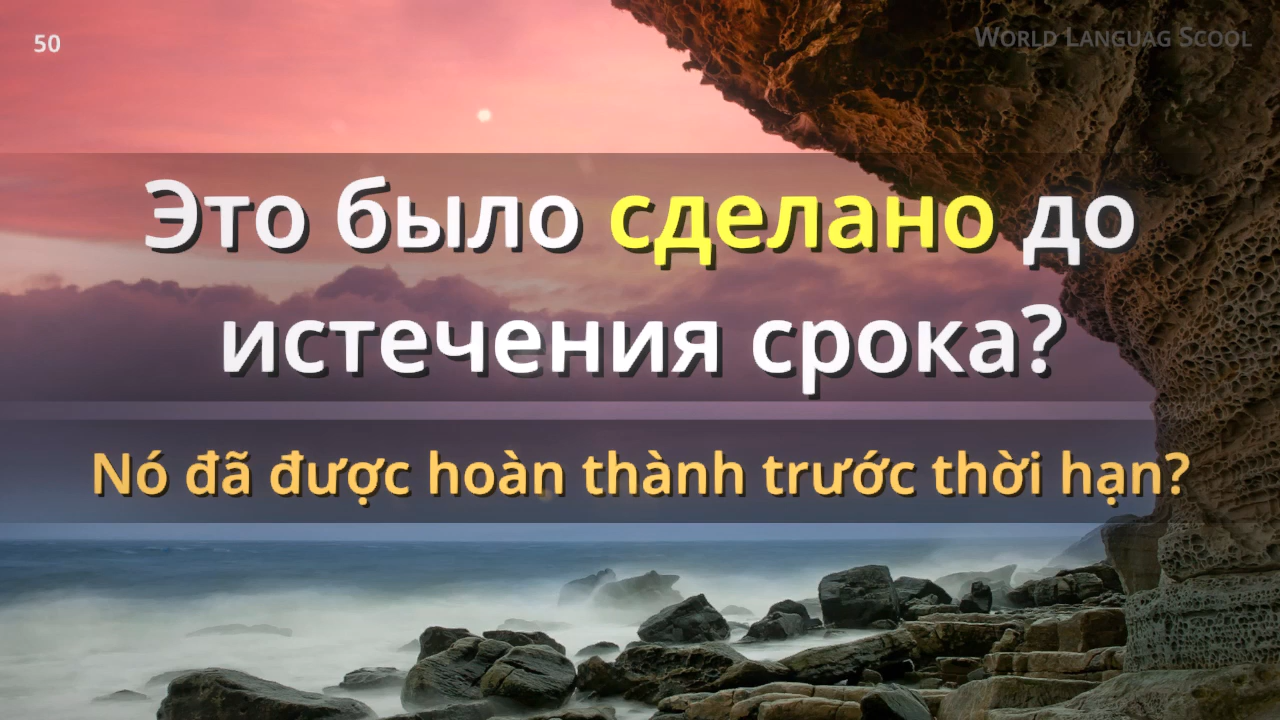 50
World Languag Scool
Это было сделано до
истечения срока?
Nó đã được hoàn thành trước thời hạn?